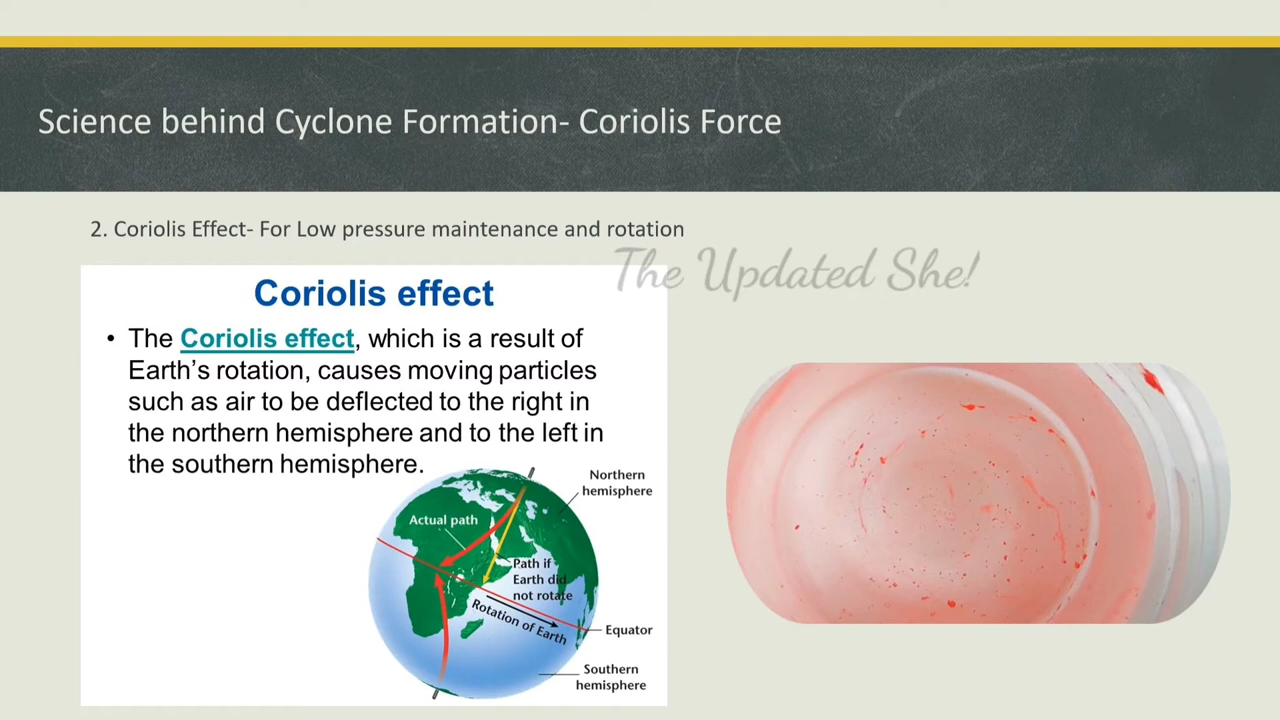 Science behind Cyclone Formation- Coriolis Force
2. Coriolis Effect- For Low pressure maintenance and rotation
The Updated She!
Coriolis effect
• The Coriolis effect, which is a result of
Earth's rotation, causes moving particles
such as air to be deflected to the right in
the northern hemisphere and to the left in
the southern hemisphere.
Northern
hemisphere
Actual path
Path if
Earth did
not rotate
Rotation of Earth
Equator
Southern
hemisphere